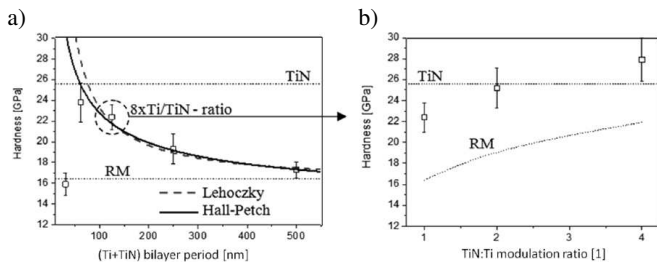 a)
30
28
26
24
22
20
18
16
14
12
Hardness [GPa]
TiN
8xTi/TiN - ratio
RM
Lehoczky
Hall-Petch
100
200
300
400
500
(Ti+TiN) bilayer period [nm]
b)
30
28
26
24
22
20
18
16
14
12
Hardness [GPa]
TiN
RM
1
2
3
4
TiN:Ti modulation ratio [1]